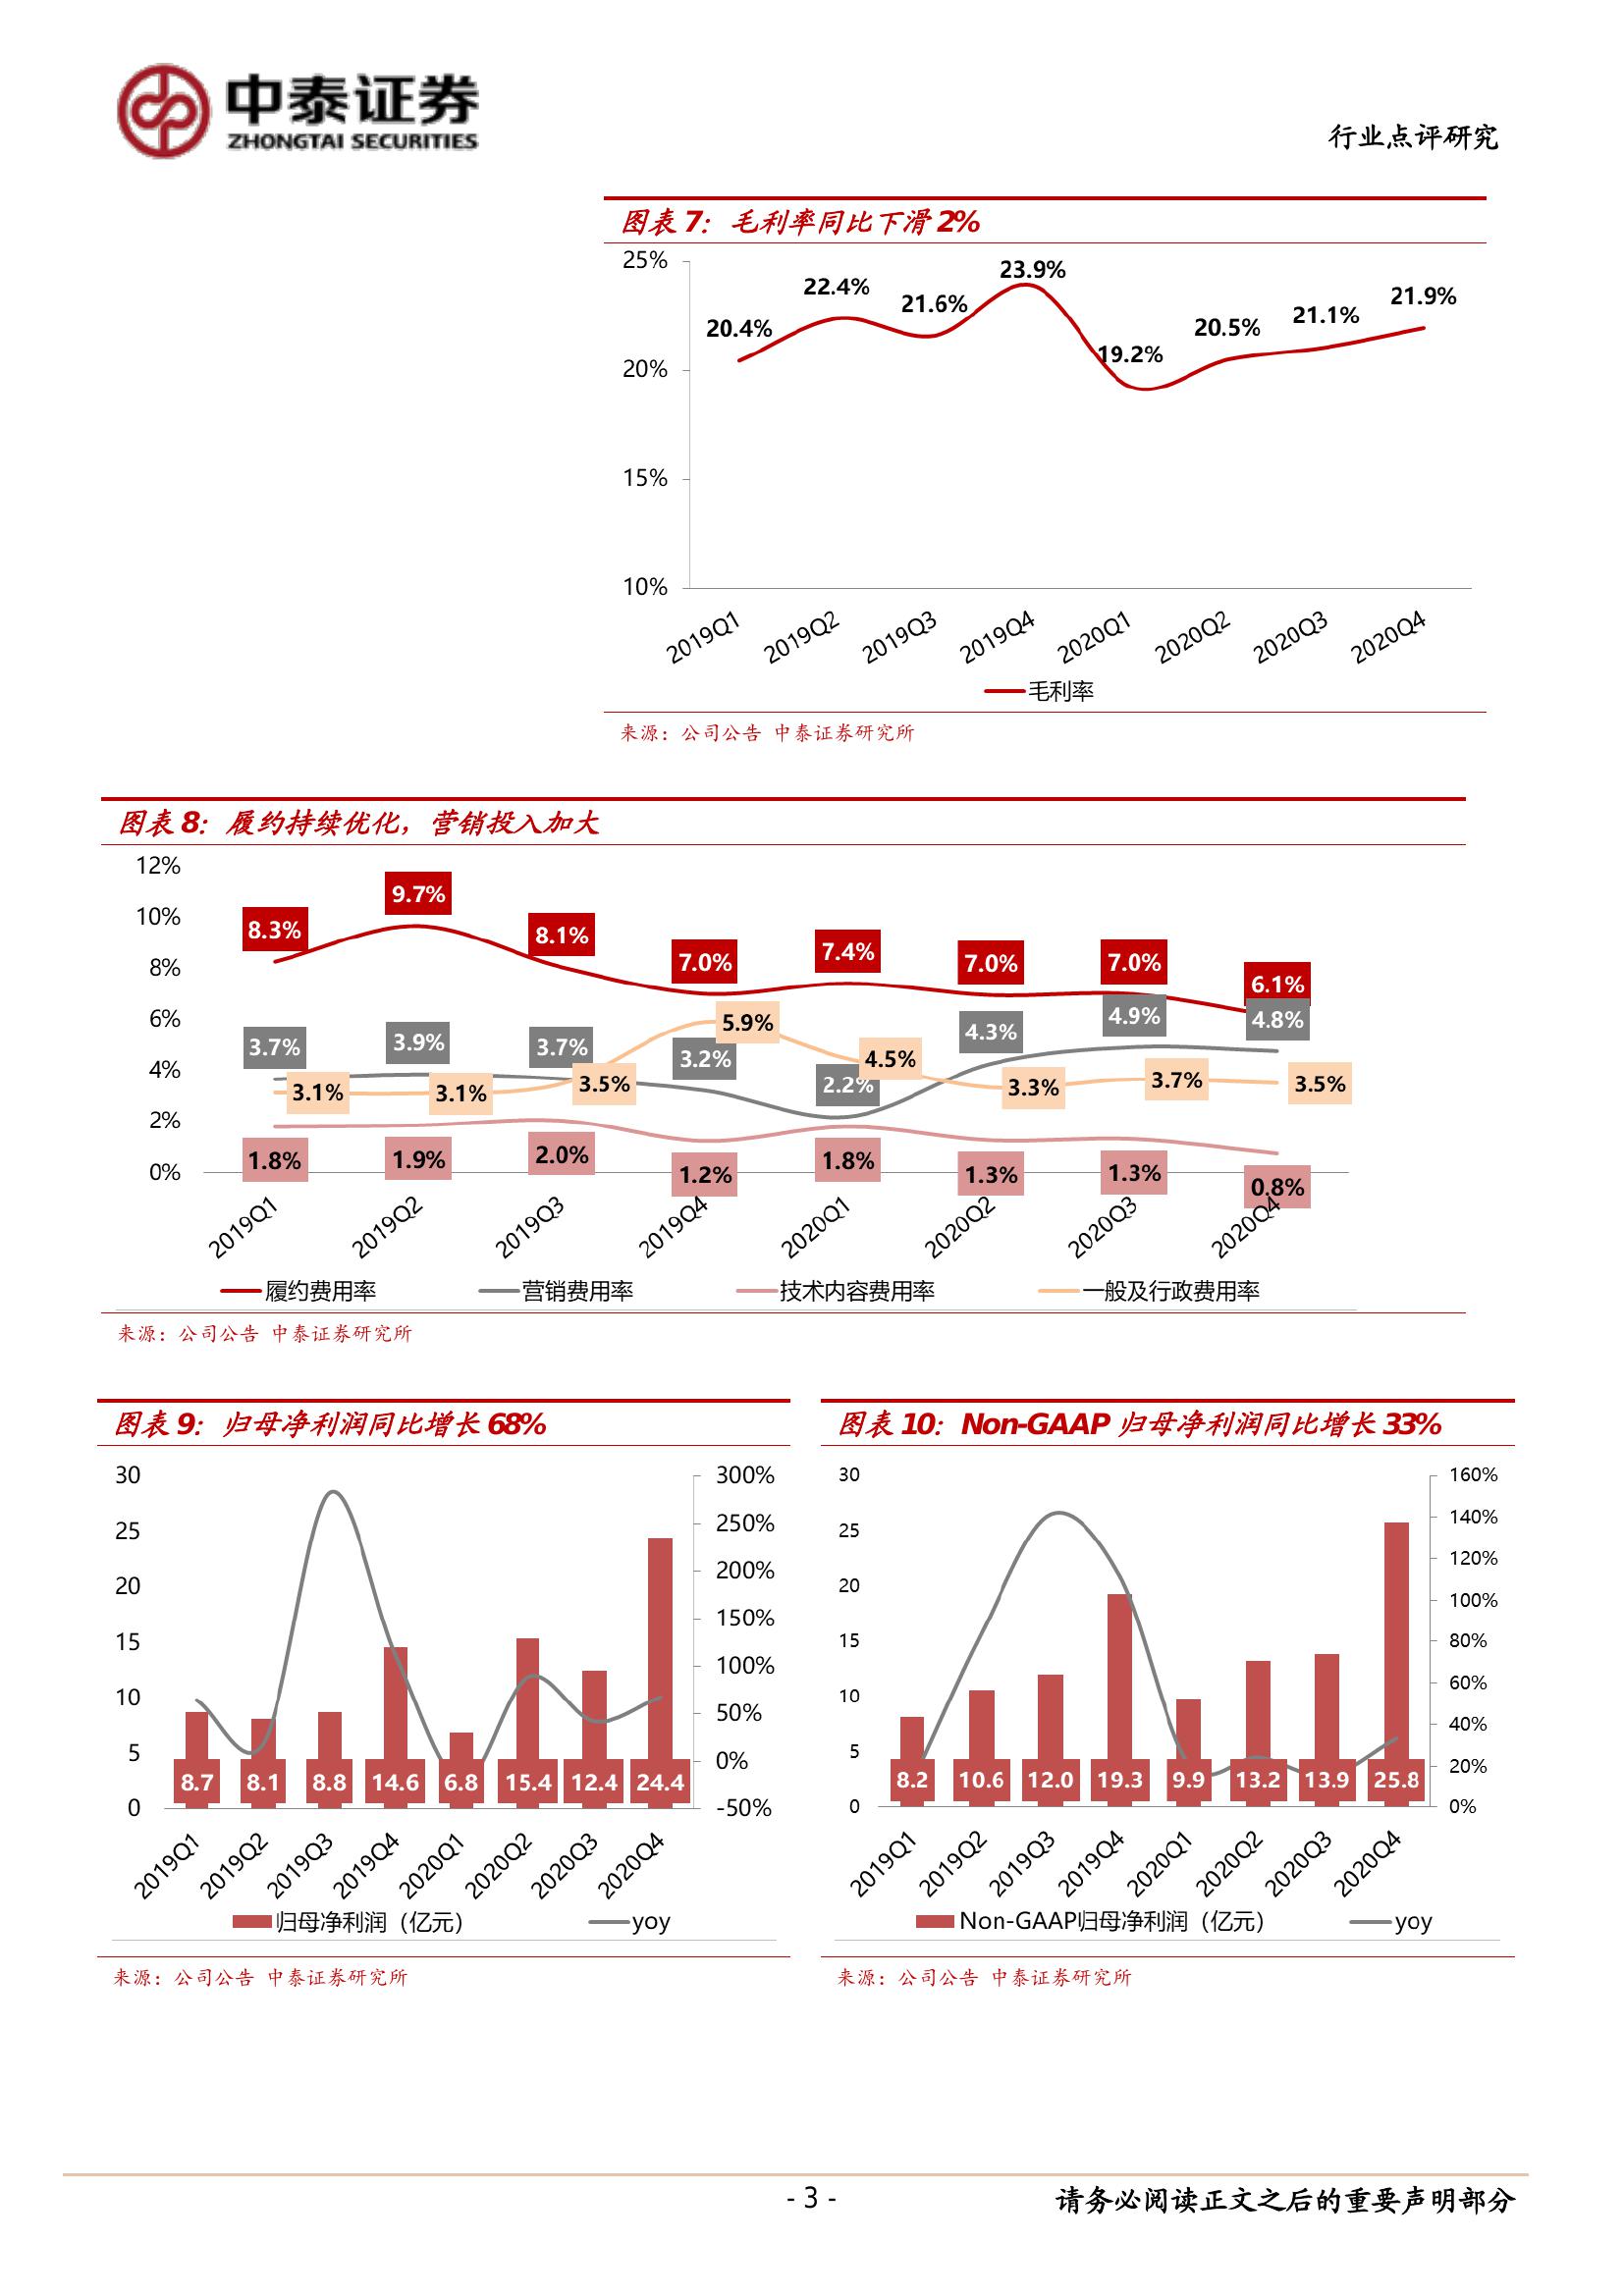 中泰证券
ZHONGTAI SECURITIES
行业点评研究
图表 7：毛利率同比下滑 2%
25%
20%
15%
10%
20.4%
22.4%
21.6%
23.9%
19.2%
20.5%
21.1%
21.9%
2019Q1 2019Q2 2019Q3 2019Q4 2020Q1 2020Q2 2020Q3 2020Q4
毛利率
来源：公司公告 中泰证券研究所
图表 8：履约持续优化，营销投入加大
12%
10%
8%
6%
4%
2%
0%
8.3% 9.7% 8.1% 7.0% 7.4% 7.0% 7.0% 6.1%
3.7% 3.9% 3.7% 3.2% 2.2% 4.3% 4.9% 4.8%
3.1% 3.1% 3.5% 5.9% 4.5% 3.3% 3.7% 3.5%
1.8% 1.9% 2.0% 1.2% 1.8% 1.3% 1.3% 0.8%
2019Q1 2019Q2 2019Q3 2019Q4 2020Q1 2020Q2 2020Q3 2020Q4
履约费用率 营销费用率 技术内容费用率 一般及行政费用率
来源：公司公告 中泰证券研究所
图表 9：归母净利润同比增长 68%
30
25
20
15
10
5
0
300%
250%
200%
150%
100%
50%
0%
-50%
8.7 8.1 8.8 14.6 6.8 15.4 12.4 24.4
2019Q1 2019Q2 2019Q3 2019Q4 2020Q1 2020Q2 2020Q3 2020Q4
归母净利润（亿元） yoy
来源：公司公告 中泰证券研究所
图表 10：Non-GAAP 归母净利润同比增长 33%
30
25
20
15
10
5
0
160%
140%
120%
100%
80%
60%
40%
20%
0%
8.2 10.6 12.0 19.3 9.9 13.2 13.9 25.8
2019Q1 2019Q2 2019Q3 2019Q4 2020Q1 2020Q2 2020Q3 2020Q4
Non-GAAP归母净利润（亿元） yoy
来源：公司公告 中泰证券研究所
- 3 -
请务必阅读正文之后的重要声明部分